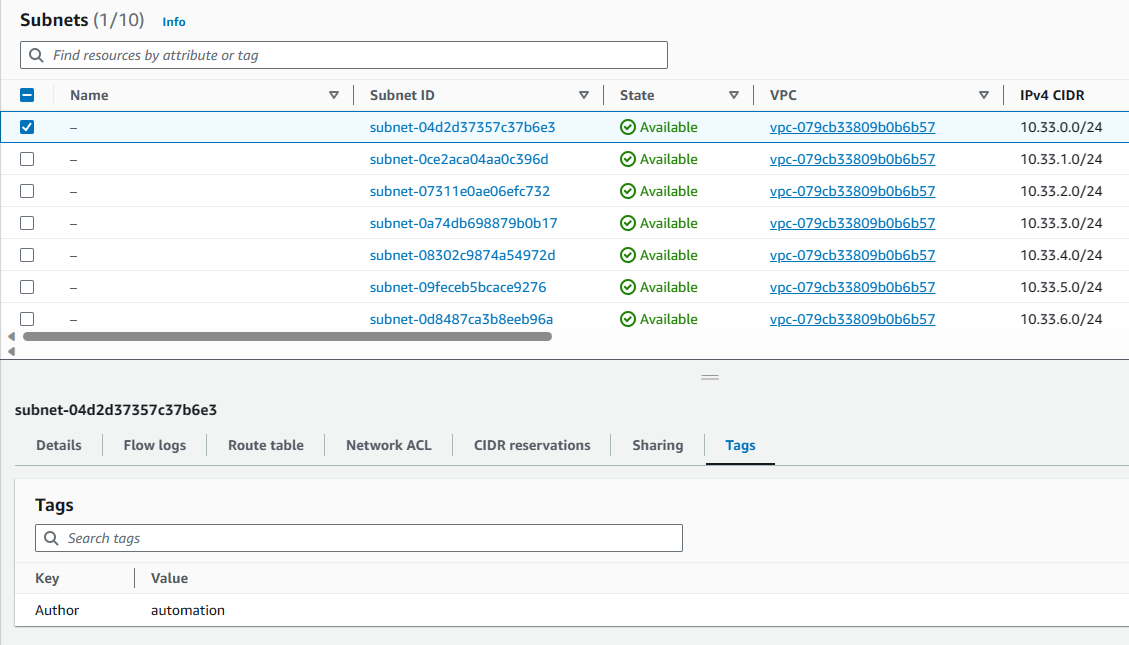 Subnets (1/10) Info
Find resources by attribute or tag
Name Subnet ID State VPC IPv4 CIDR
– subnet-04d2d37357c37b6e3 Available vpc-079cb33809b0b6b57 10.33.0.0/24
– subnet-0ce2aca04aa0c396d Available vpc-079cb33809b0b6b57 10.33.1.0/24
– subnet-07311e0ae06efc732 Available vpc-079cb33809b0b6b57 10.33.2.0/24
– subnet-0a74db698879b0b17 Available vpc-079cb33809b0b6b57 10.33.3.0/24
– subnet-08302c9874a54972d Available vpc-079cb33809b0b6b57 10.33.4.0/24
– subnet-09feceb5bcace9276 Available vpc-079cb33809b0b6b57 10.33.5.0/24
– subnet-0d8487ca3b8eeb96a Available vpc-079cb33809b0b6b57 10.33.6.0/24
subnet-04d2d37357c37b6e3
Details Flow logs Route table Network ACL CIDR reservations Sharing Tags
Tags
Search tags
Key Value
Author automation